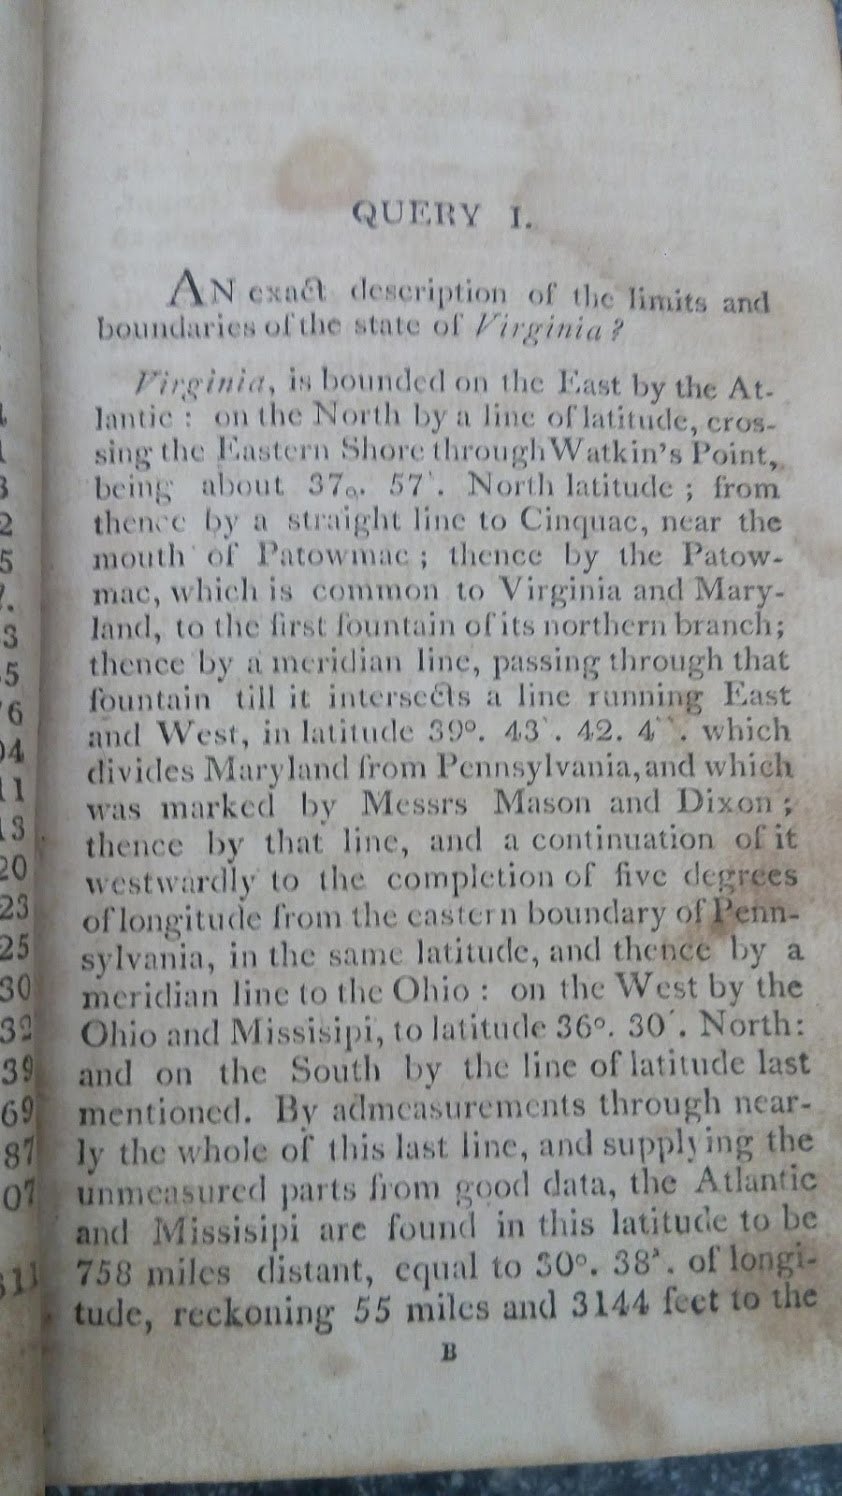 QUERY I.
AN exact description of the limits and
boundaries of the state of Virginia?
Virginia, is bounded on the East by the At-
lantic : on the North by a line of latitude, cros-
sing the Eastern Shore through Watkin's Point,
being about 37o. 57'. North latitude ; from
thence by a straight line to Cinquac, near the
mouth of Patowmac ; thence by the Patow-
mac, which is common to Virginia and Mary-
land, to the first fountain of its northern branch;
thence by a meridian line, passing through that
fountain till it intersects a line running East
and West, in latitude 39°. 43'. 42. 4``. which
divides Maryland from Pennsylvania, and which
was marked by Messrs Mason and Dixon ;
thence by that line, and a continuation of it
westwardly to the completion of five degrees
of longitude from the eastern boundary of Penn-
sylvania, in the same latitude, and thence by a
meridian line to the Ohio : on the West by the
Ohio and Missisipi, to latitude 36°. 30´. North:
and on the South by the line of latitude last
mentioned. By admeasurements through near-
ly the whole of this last line, and supplying the
unmeasured parts from good data, the Atlantic
and Missisipi are found in this latitude to be
758 miles distant, equal to 30°. 38'. of longi-
tude, reckoning 55 miles and 3144 feet to the
B